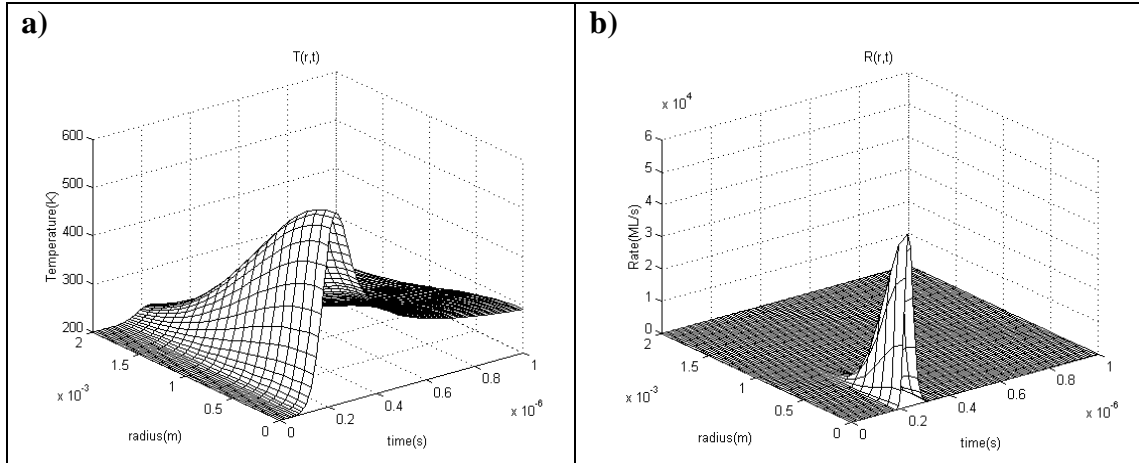 a)
T(r,t)
600
500
400
300
200
Temperature(K)
2
1.5
1
0.5
0
x 10⁻³
radius(m)
0
0.2
0.4
0.6
0.8
1
x 10⁻⁶
time(s)
b)
R(r,t)
x 10⁴
6
5
4
3
2
1
0
Rate(ML/s)
2
1.5
1
0.5
0
x 10⁻³
radius(m)
0
0.2
0.4
0.6
0.8
1
x 10⁻⁶
time(s)